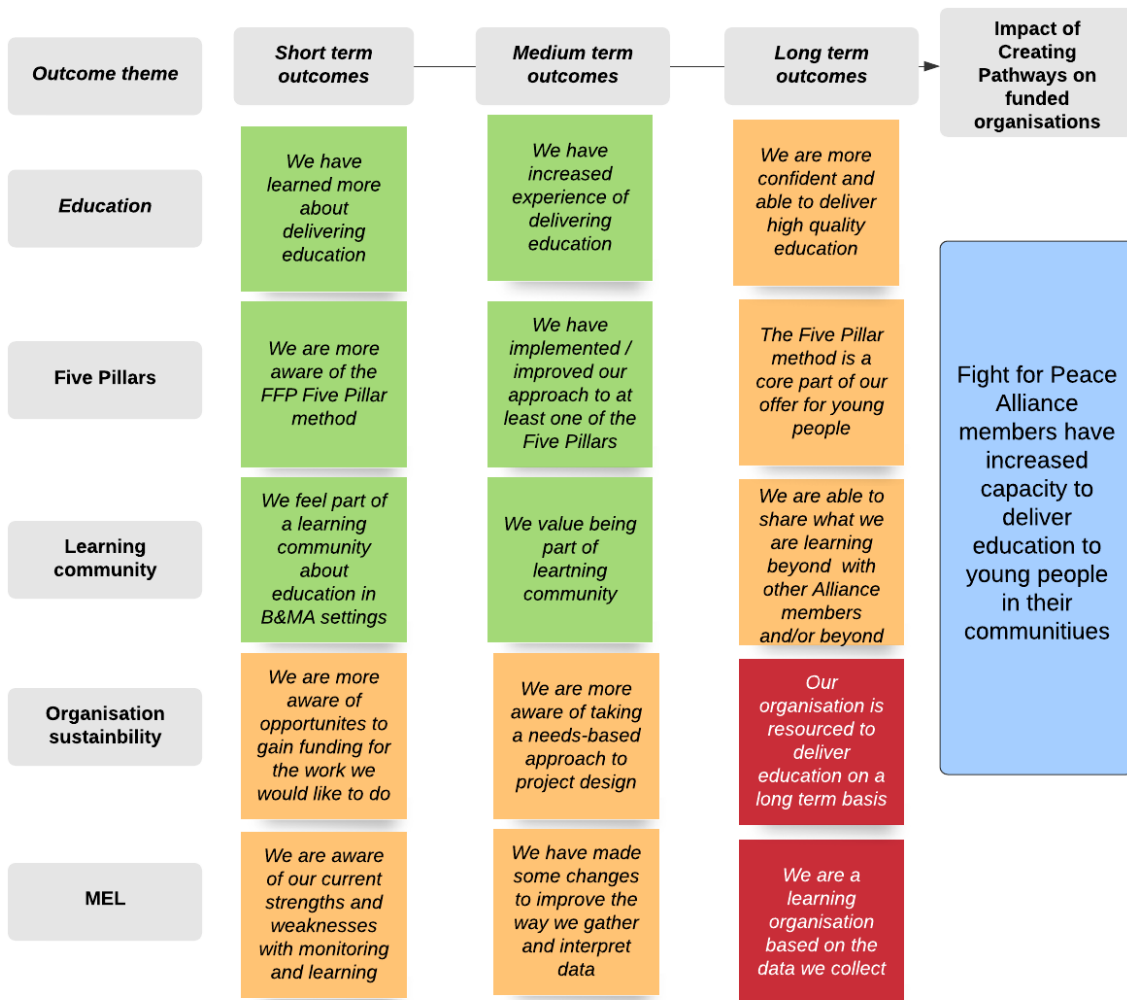 Outcome theme
Short term
outcomes
Medium term
outcomes
Long term
outcomes
Impact of
Creating
Pathways on
funded
organisations
Education
We have
learned more
about
delivering
education
We have
increased
experience of
delivering
education
We are more
confident and
able to deliver
high quality
education
Five Pillars
We are more
aware of the
FFP Five Pillar
method
We have
implemented /
improved our
approach to at
least one of the
Five Pillars
The Five Pillar
method is a
core part of our
offer for young
people
Learning
community
We feel part of
a learning
community
about
education in
B&MA settings
We value being
part of
leartning
community
We are able to
share what we
are learning
beyond  with
other Alliance
members
and/or beyond
Organisation
sustainbility
We are more
aware of
opportunites to
gain funding for
the work we
would like to do
We are more
aware of taking
a needs-based
approach to
project design
Our
organisation is
resourced to
deliver
education on a
long term basis
MEL
We are aware
of our current
strengths and
weaknesses
with monitoring
and learning
We have made
some changes
to improve the
way we gather
and interpret
data
We are a
learning
organisation
based on the
data we collect
Fight for Peace
Alliance
members have
increased
capacity to
deliver
education to
young people
in their
communitiues